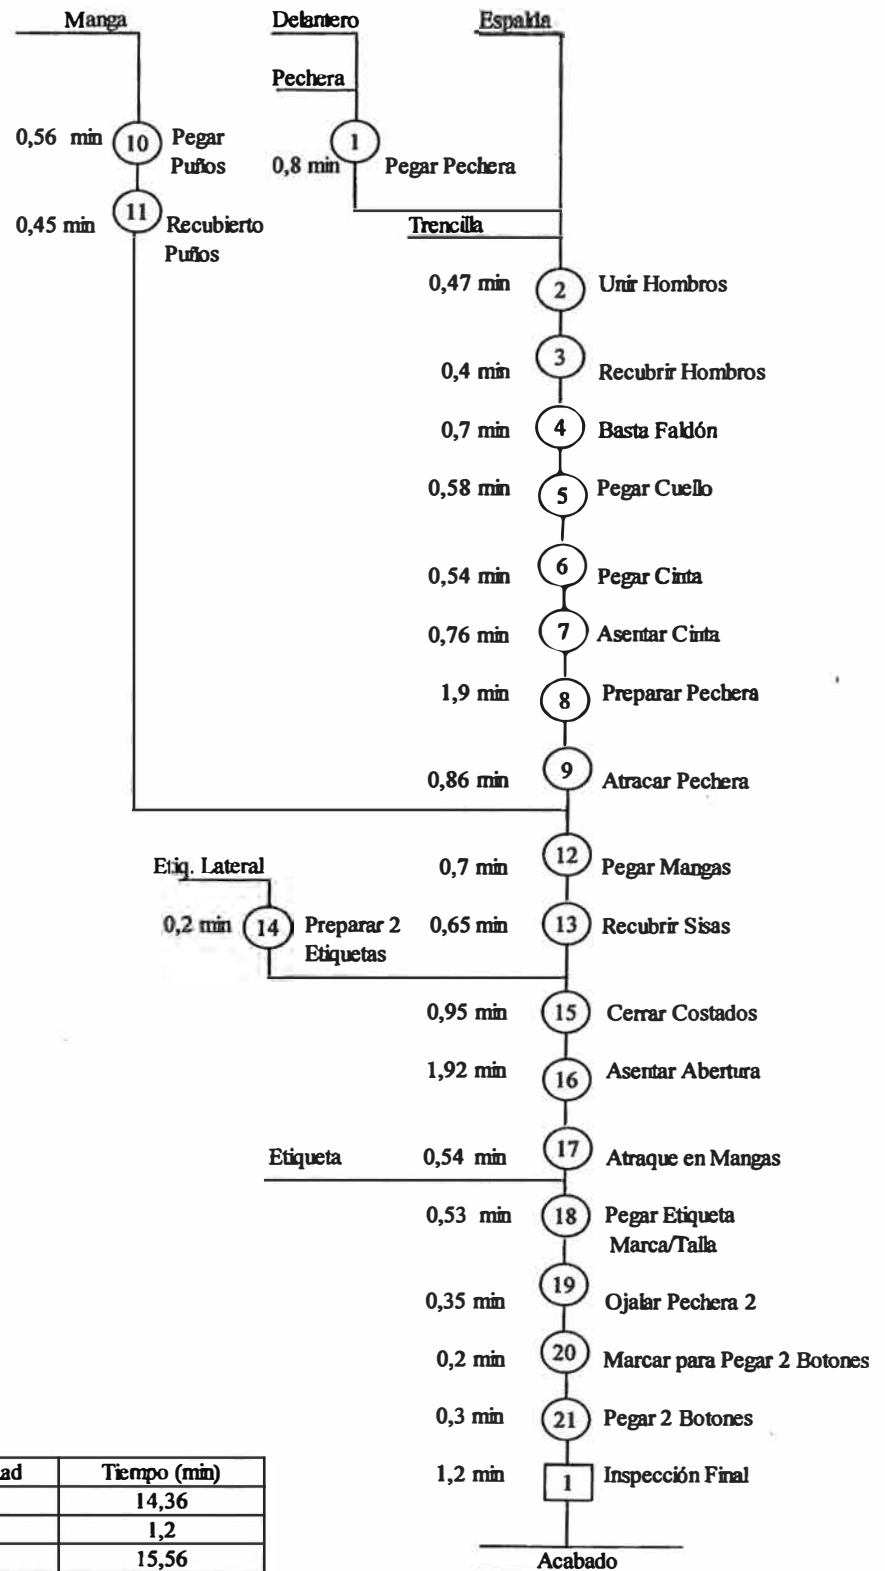 Manga Delantero Espalda
Pechera
0,56 min 10 Pegar Puños
0,8 min 1 Pegar Pechera
0,45 min 11 Recubierto Puños
Trencilla
0,47 min 2 Unir Hombros
0,4 min 3 Recubrir Hombros
0,7 min 4 Basta Faldón
0,58 min 5 Pegar Cuello
0,54 min 6 Pegar Cinta
0,76 min 7 Asentar Cinta
1,9 min 8 Preparar Pechera
0,86 min 9 Atracar Pechera
0,7 min 12 Pegar Mangas
Etiq. Lateral
0,2 min 14 Preparar 2 Etiquetas
0,65 min 13 Recubrir Sisas
0,95 min 15 Cerrar Costados
1,92 min 16 Asentar Abertura
0,54 min 17 Atraque en Mangas
Etiqueta
0,53 min 18 Pegar Etiqueta
Marca/Talla
0,35 min 19 Ojalar Pechera 2
0,2 min 20 Marcar para Pegar 2 Botones
0,3 min 21 Pegar 2 Botones
1,2 min 1 Inspección Final
Acabado
ad Tiempo (min)
14,36
1,2
15,56